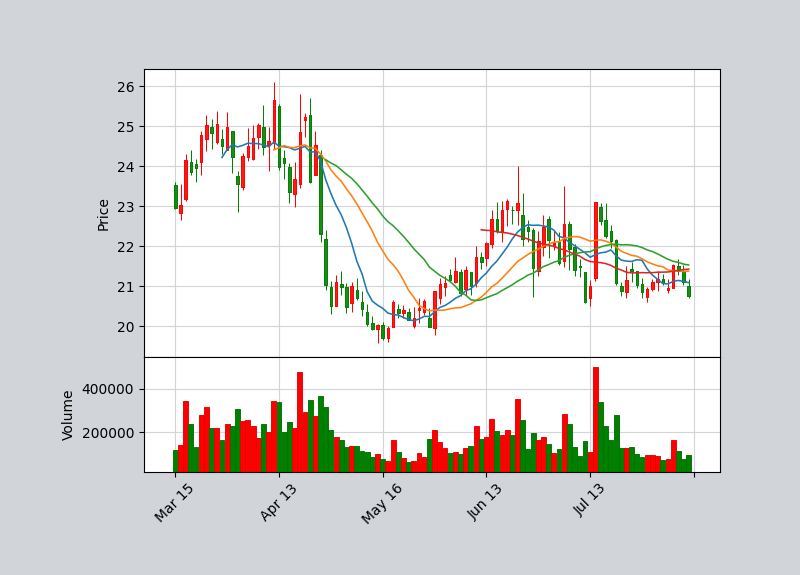 26
25
24
23
22
21
20
Price
400000
200000
Volume
Mar 15
Apr 13
May 16
Jun 13
Jul 13